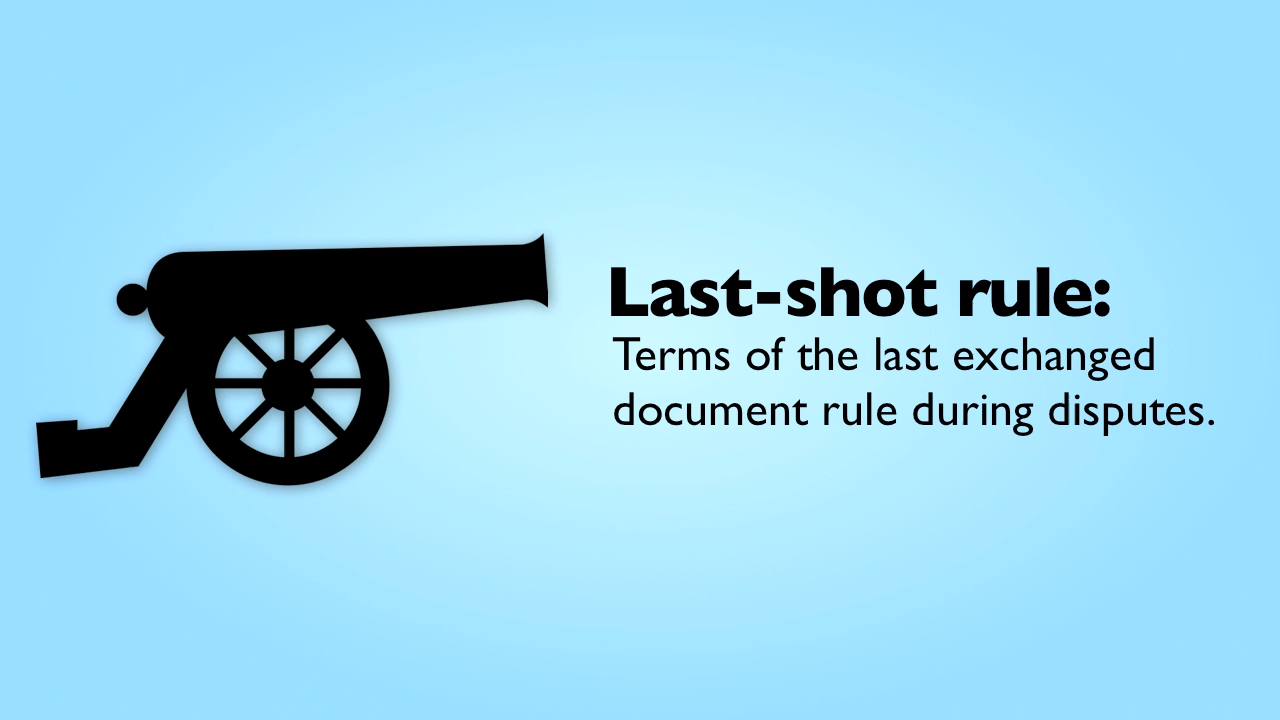 Last-shot rule:
Terms of the last exchanged
document rule during disputes.